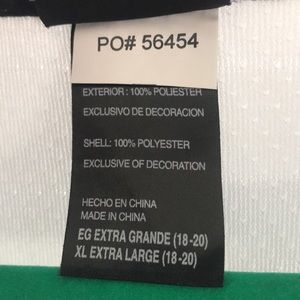 PO# 56454
EXTERIOR : 100% POLIESTER
EXCLUSIVO DE DECORACION
SHELL: 100% POLYESTER
EXCLUSIVE OF DECORATION
HECHO EN CHINA
MADE IN CHINA
EG EXTRA GRANDE (18-20)
XL EXTRA LARGE (18-20)